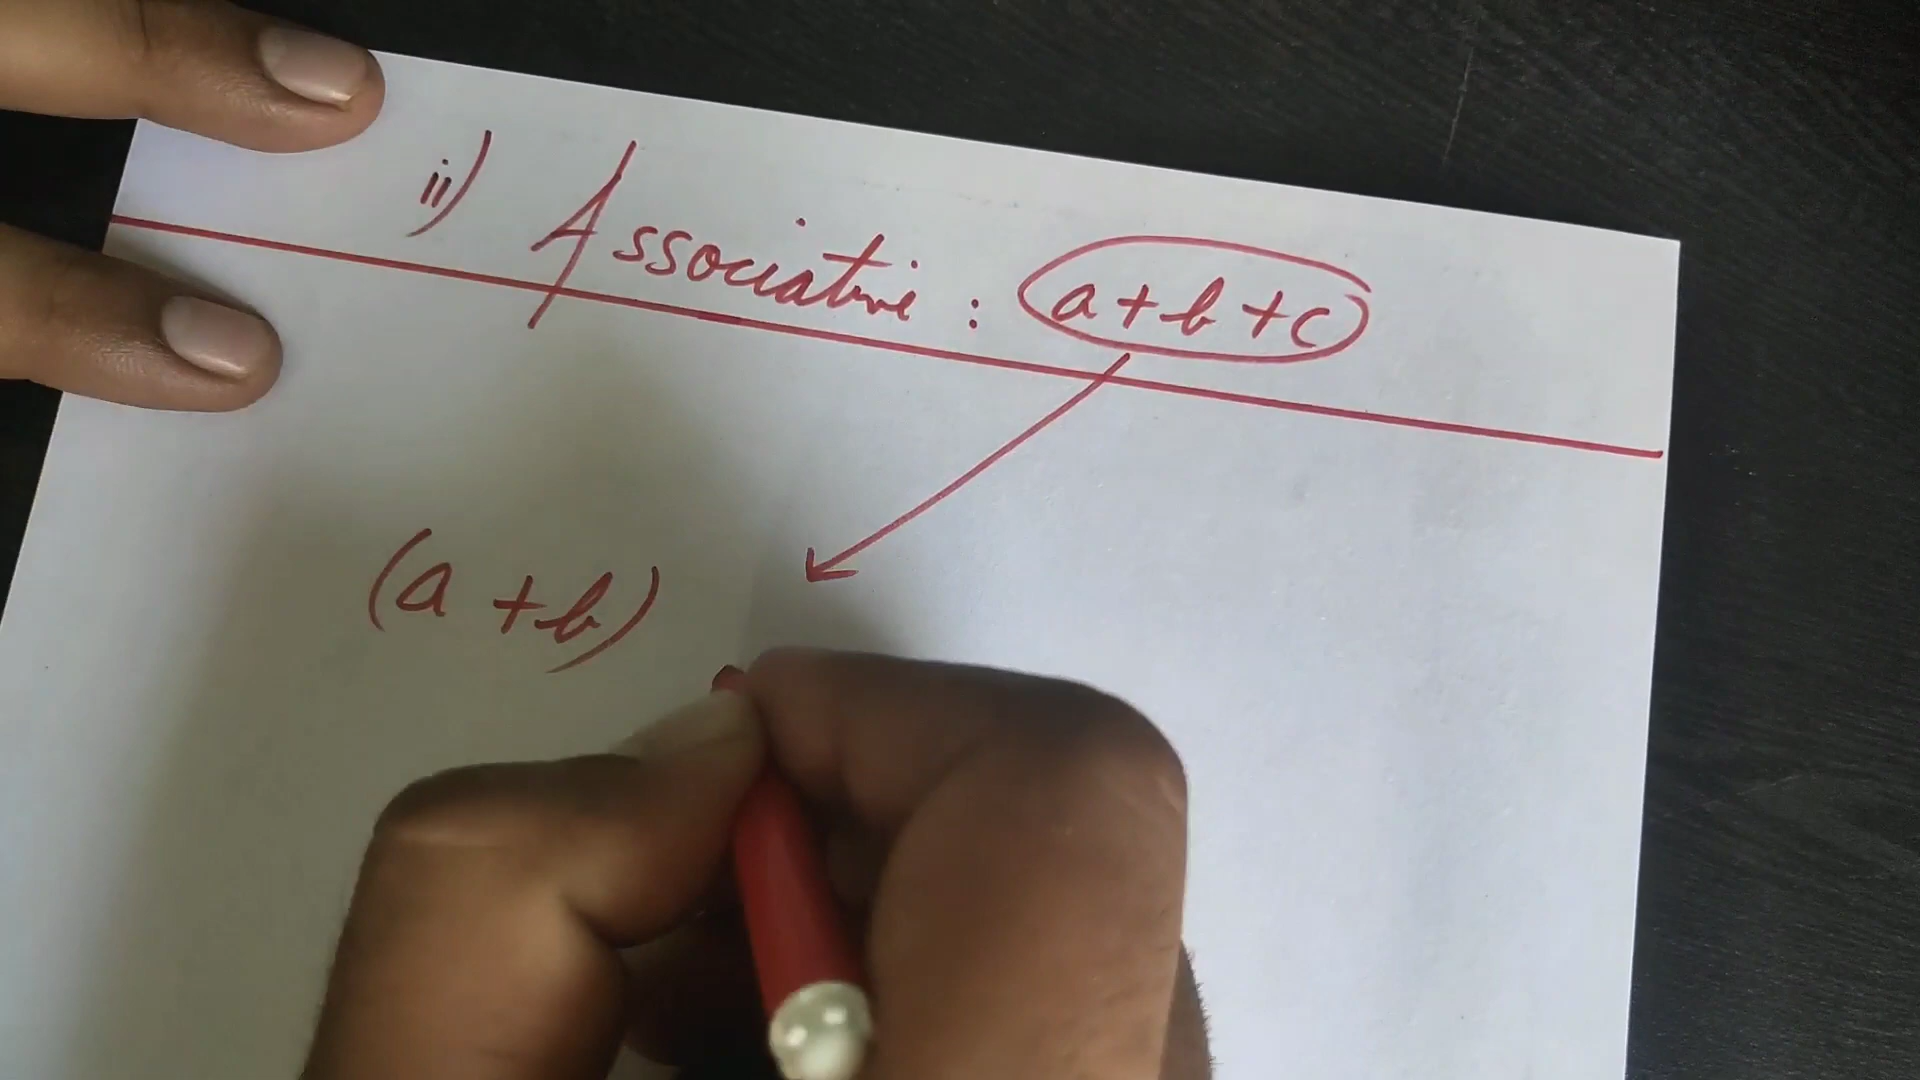 ii) Associative : a+b+c
(a + b)